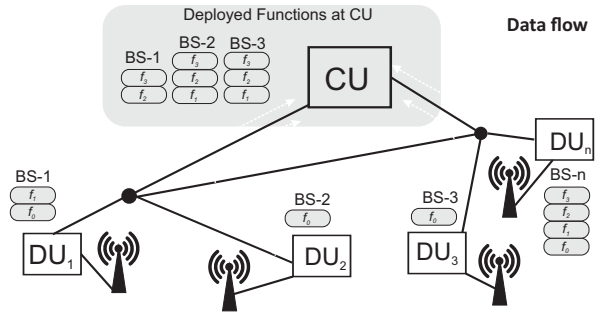 Deployed Functions at CU
Data flow
BS-1
BS-2
BS-3
f3
f2
f3
f2
f1
f3
f2
f1
CU
BS-1
f1
f0
DU1
BS-2
f0
DU2
BS-3
f0
DU3
DUn
BS-n
f3
f2
f1
f0